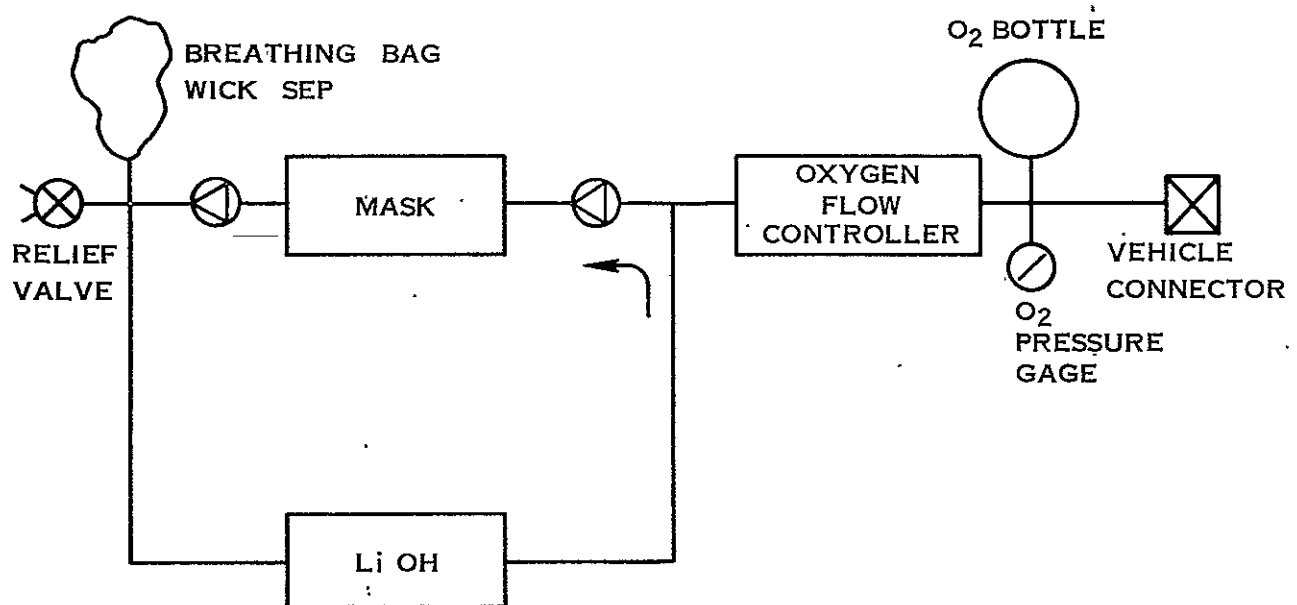 O2 BOTTLE
BREATHING BAG
WICK SEP
MASK
OXYGEN
FLOW
CONTROLLER
RELIEF
VALVE
VEHICLE
CONNECTOR
O2
PRESSURE
GAGE
Li OH